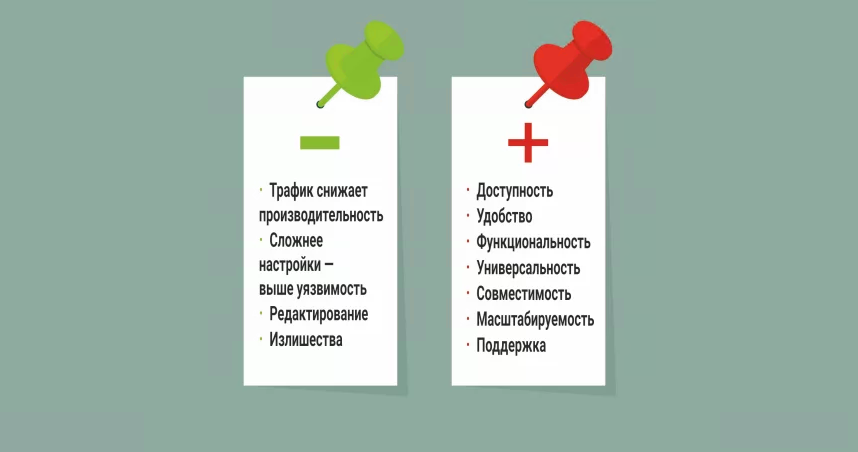 −
· Трафик снижает
производительность
· Сложнее
настройки —
выше уязвимость
· Редактирование
· Излишества
+
· Доступность
· Удобство
· Функциональность
· Универсальность
· Совместимость
· Масштабируемость
· Поддержка